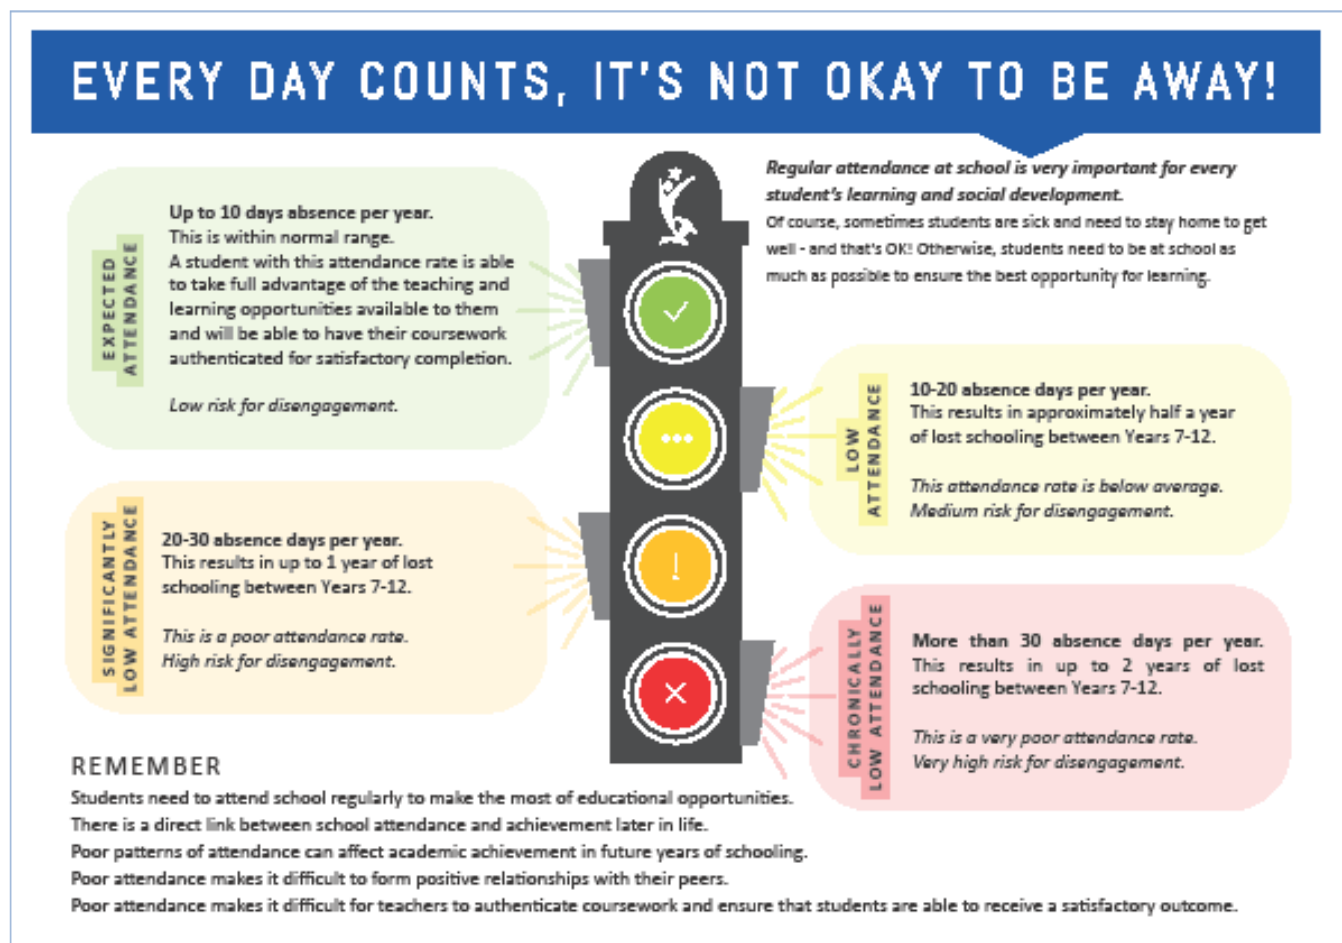 EVERY DAY COUNTS, IT'S NOT OKAY TO BE AWAY!
Regular attendance at school is very important for every
student's learning and social development.
Of course, sometimes students are sick and need to stay home to get
well - and that's OK! Otherwise, students need to be at school as
much as possible to ensure the best opportunity for learning.
EXPECTED
ATTENDANCE
Up to 10 days absence per year.
This is within normal range.
A student with this attendance rate is able
to take full advantage of the teaching and
learning opportunities available to them
and will be able to have their coursework
authenticated for satisfactory completion.
Low risk for disengagement.
LOW
ATTENDANCE
10-20 absence days per year.
This results in approximately half a year
of lost schooling between Years 7-12.
This attendance rate is below average.
Medium risk for disengagement.
SIGNIFICANTLY
LOW ATTENDANCE
20-30 absence days per year.
This results in up to 1 year of lost
schooling between Years 7-12.
This is a poor attendance rate.
High risk for disengagement.
CHRONICALLY
LOW ATTENDANCE
More than 30 absence days per year.
This results in up to 2 years of lost
schooling between Years 7-12.
This is a very poor attendance rate.
Very high risk for disengagement.
REMEMBER
Students need to attend school regularly to make the most of educational opportunities.
There is a direct link between school attendance and achievement later in life.
Poor patterns of attendance can affect academic achievement in future years of schooling.
Poor attendance makes it difficult to form positive relationships with their peers.
Poor attendance makes it difficult for teachers to authenticate coursework and ensure that students are able to receive a satisfactory outcome.